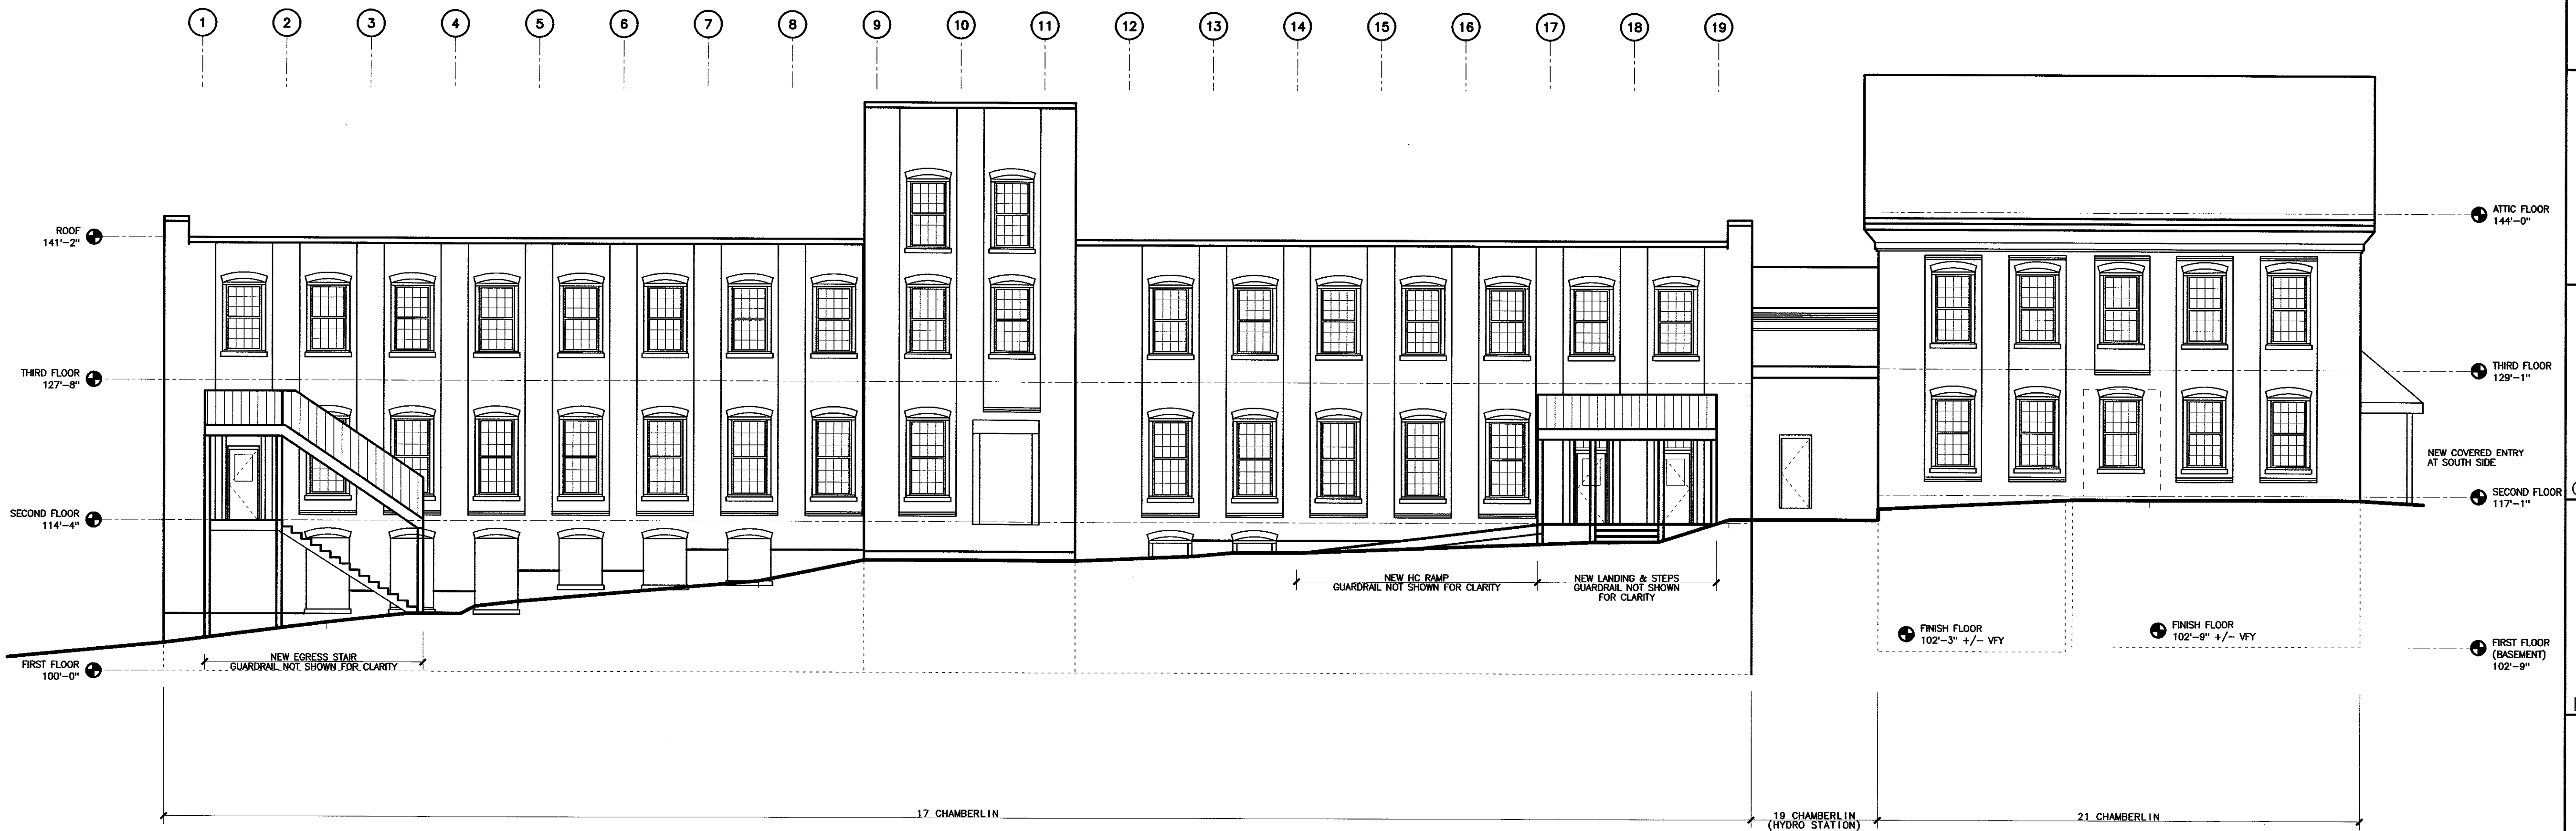 1 2 3 4 5 6 7 8 9 10 11 12 13 14 15 16 17 18 19
ROOF
141'-2"
THIRD FLOOR
127'-8"
SECOND FLOOR
114'-4"
FIRST FLOOR
100'-0"
NEW EGRESS STAIR
GUARDRAIL NOT SHOWN FOR CLARITY
NEW HC RAMP
GUARDRAIL NOT SHOWN FOR CLARITY
NEW LANDING & STEPS
GUARDRAIL NOT SHOWN
FOR CLARITY
ATTIC FLOOR
144'-0"
THIRD FLOOR
129'-1"
NEW COVERED ENTRY
AT SOUTH SIDE
SECOND FLOOR
117'-1"
FINISH FLOOR
102'-3" +/- VFY
FINISH FLOOR
102'-9" +/- VFY
FIRST FLOOR
(BASEMENT)
102'-9"
17 CHAMBERLIN
19 CHAMBERLIN
(HYDRO STATION)
21 CHAMBERLIN